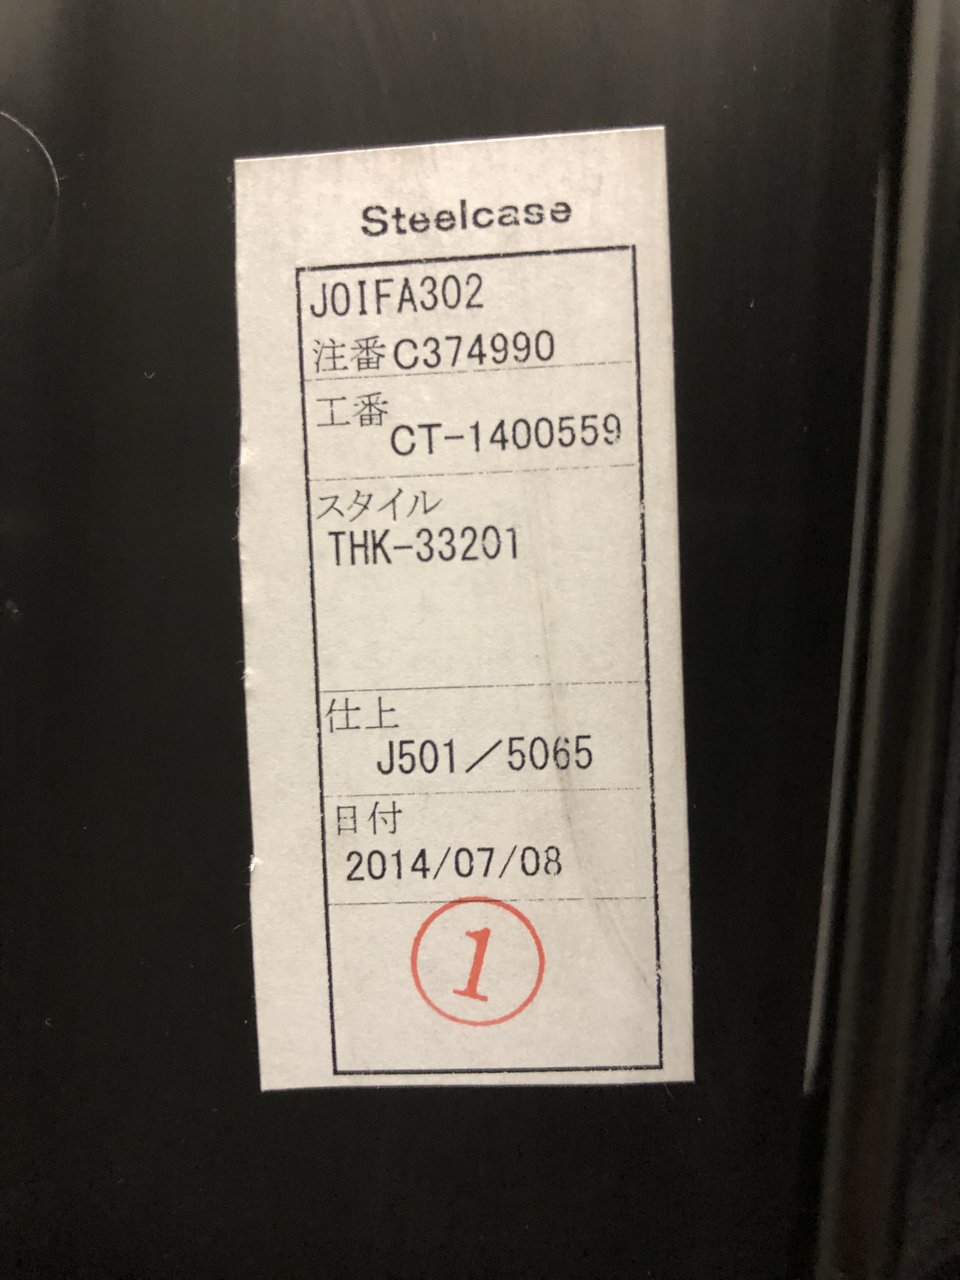 Steelcase
JOIFA302
注番C374990
工番
CT-1400559
スタイル
THK-33201
仕上
J501／5065
日付
2014/07/08
1